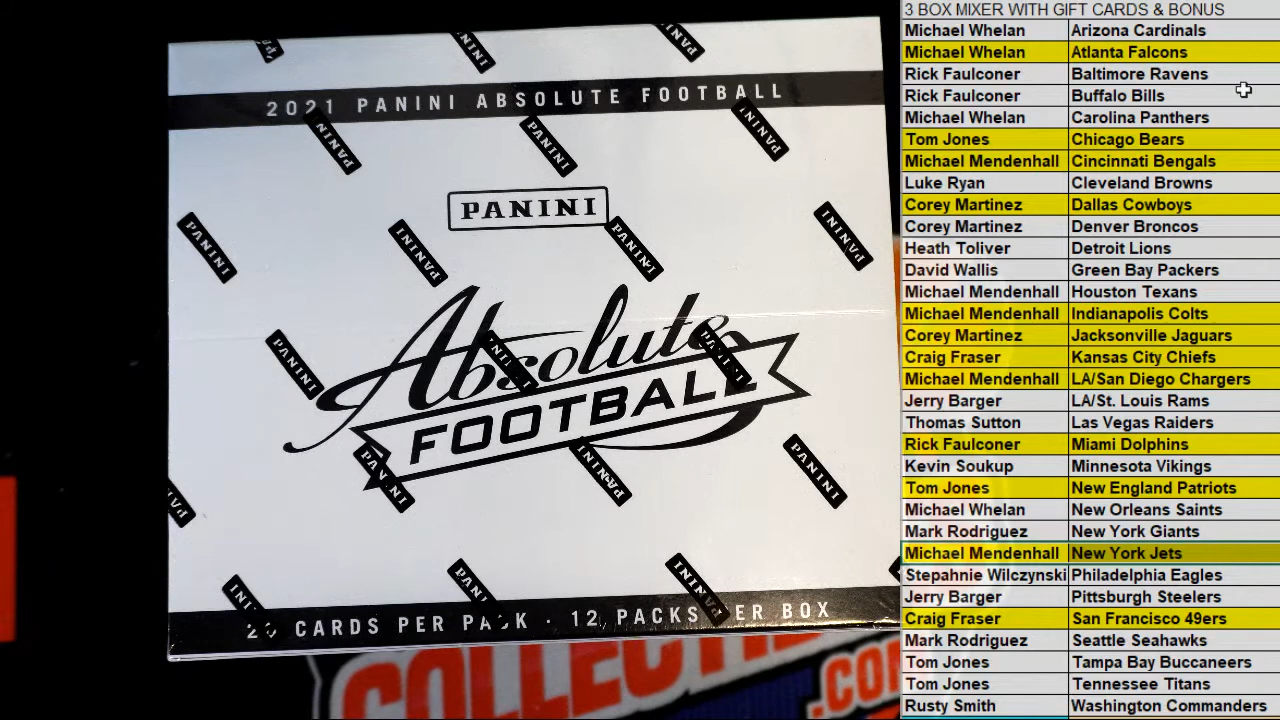 2021 PANINI ABSOLUTE FOOTBALL
PANINI
Absolute
FOOTBALL
CARDS PER PACK · 12 PACKS PER BOX
COLLECTI
.CO
3 BOX MIXER WITH GIFT CARDS & BONUS
Michael Whelan Arizona Cardinals
Michael Whelan Atlanta Falcons
Rick Faulconer Baltimore Ravens
Rick Faulconer Buffalo Bills
Michael Whelan Carolina Panthers
Tom Jones Chicago Bears
Michael Mendenhall Cincinnati Bengals
Luke Ryan Cleveland Browns
Corey Martinez Dallas Cowboys
Corey Martinez Denver Broncos
Heath Toliver Detroit Lions
David Wallis Green Bay Packers
Michael Mendenhall Houston Texans
Michael Mendenhall Indianapolis Colts
Corey Martinez Jacksonville Jaguars
Craig Fraser Kansas City Chiefs
Michael Mendenhall LA/San Diego Chargers
Jerry Barger LA/St. Louis Rams
Thomas Sutton Las Vegas Raiders
Rick Faulconer Miami Dolphins
Kevin Soukup Minnesota Vikings
Tom Jones New England Patriots
Michael Whelan New Orleans Saints
Mark Rodriguez New York Giants
Michael Mendenhall New York Jets
Stepahnie Wilczynski Philadelphia Eagles
Jerry Barger Pittsburgh Steelers
Craig Fraser San Francisco 49ers
Mark Rodriguez Seattle Seahawks
Tom Jones Tampa Bay Buccaneers
Tom Jones Tennessee Titans
Rusty Smith Washington Commanders